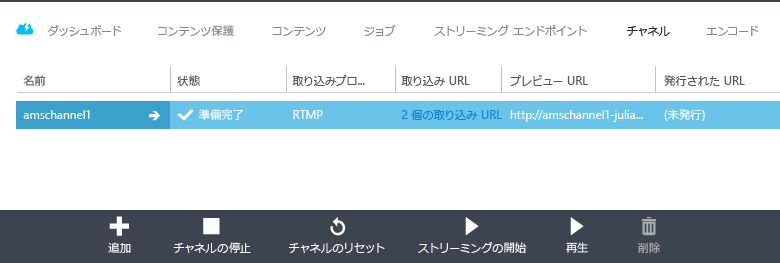 ダッシュボード コンテンツ保護 コンテンツ ジョブ ストリーミング エンドポイント チャネル エンコード
名前 状態 取り込みプロ... 取り込み URL プレビュー URL 発行された URL
amschannel1 準備完了 RTMP 2 個の取り込み URL http://amschannel1-julia... (未発行)
追加 チャネルの停止 チャネルのリセット ストリーミングの開始 再生 削除